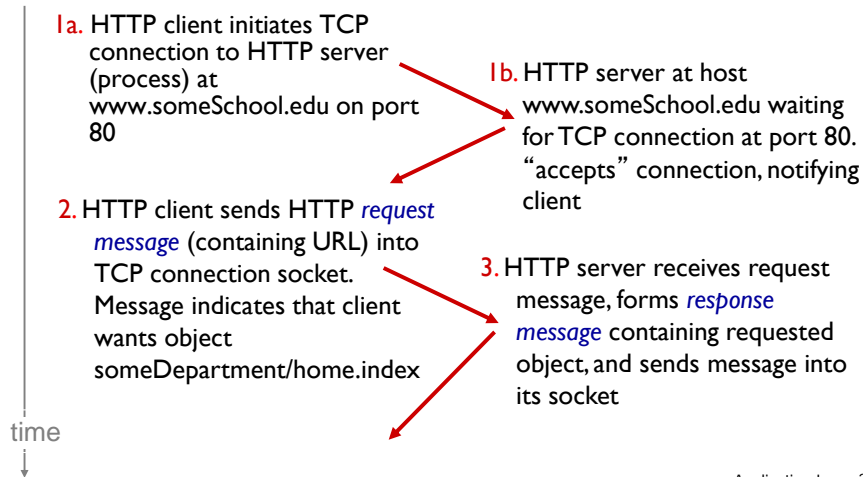 1a. HTTP client initiates TCP
connection to HTTP server
(process) at
www.someSchool.edu on port
80
1b. HTTP server at host
www.someSchool.edu waiting
for TCP connection at port 80.
“accepts” connection, notifying
client
2. HTTP client sends HTTP request
message (containing URL) into
TCP connection socket.
Message indicates that client
wants object
someDepartment/home.index
3. HTTP server receives request
message, forms response
message containing requested
object, and sends message into
its socket
time